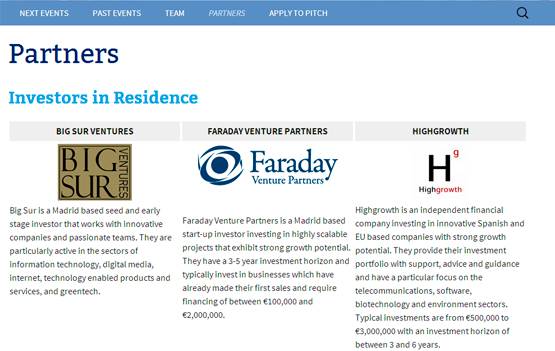 NEXT EVENTS PAST EVENTS TEAM PARTNERS APPLY TO PITCH
Partners
Investors in Residence
BIG SUR VENTURES
BIG
SUR
VENTURES
Big Sur is a Madrid based seed and early
stage investor that works with innovative
companies and passionate teams. They are
particularly active in the sectors of
information technology, digital media,
internet, technology enabled products and
services, and greentech.
FARADAY VENTURE PARTNERS
Faraday
Venture Partners
Faraday Venture Partners is a Madrid based
start-up investor investing in highly scalable
projects that exhibit strong growth potential.
They have a 3-5 year investment horizon and
typically invest in businesses which have
already made their first sales and require
financing of between €100,000 and
€2,000,000.
HIGHGROWTH
Hg
Highgrowth
Highgrowth is an independent financial
company investing in innovative Spanish and
EU based companies with strong growth
potential. They provide their investment
portfolio with support, advice and guidance
and have a particular focus on the
telecommunications, software,
biotechnology and environment sectors.
Typical investments are from €500,000 to
€3,000,000 with an investment horizon of
between 3 and 6 years.